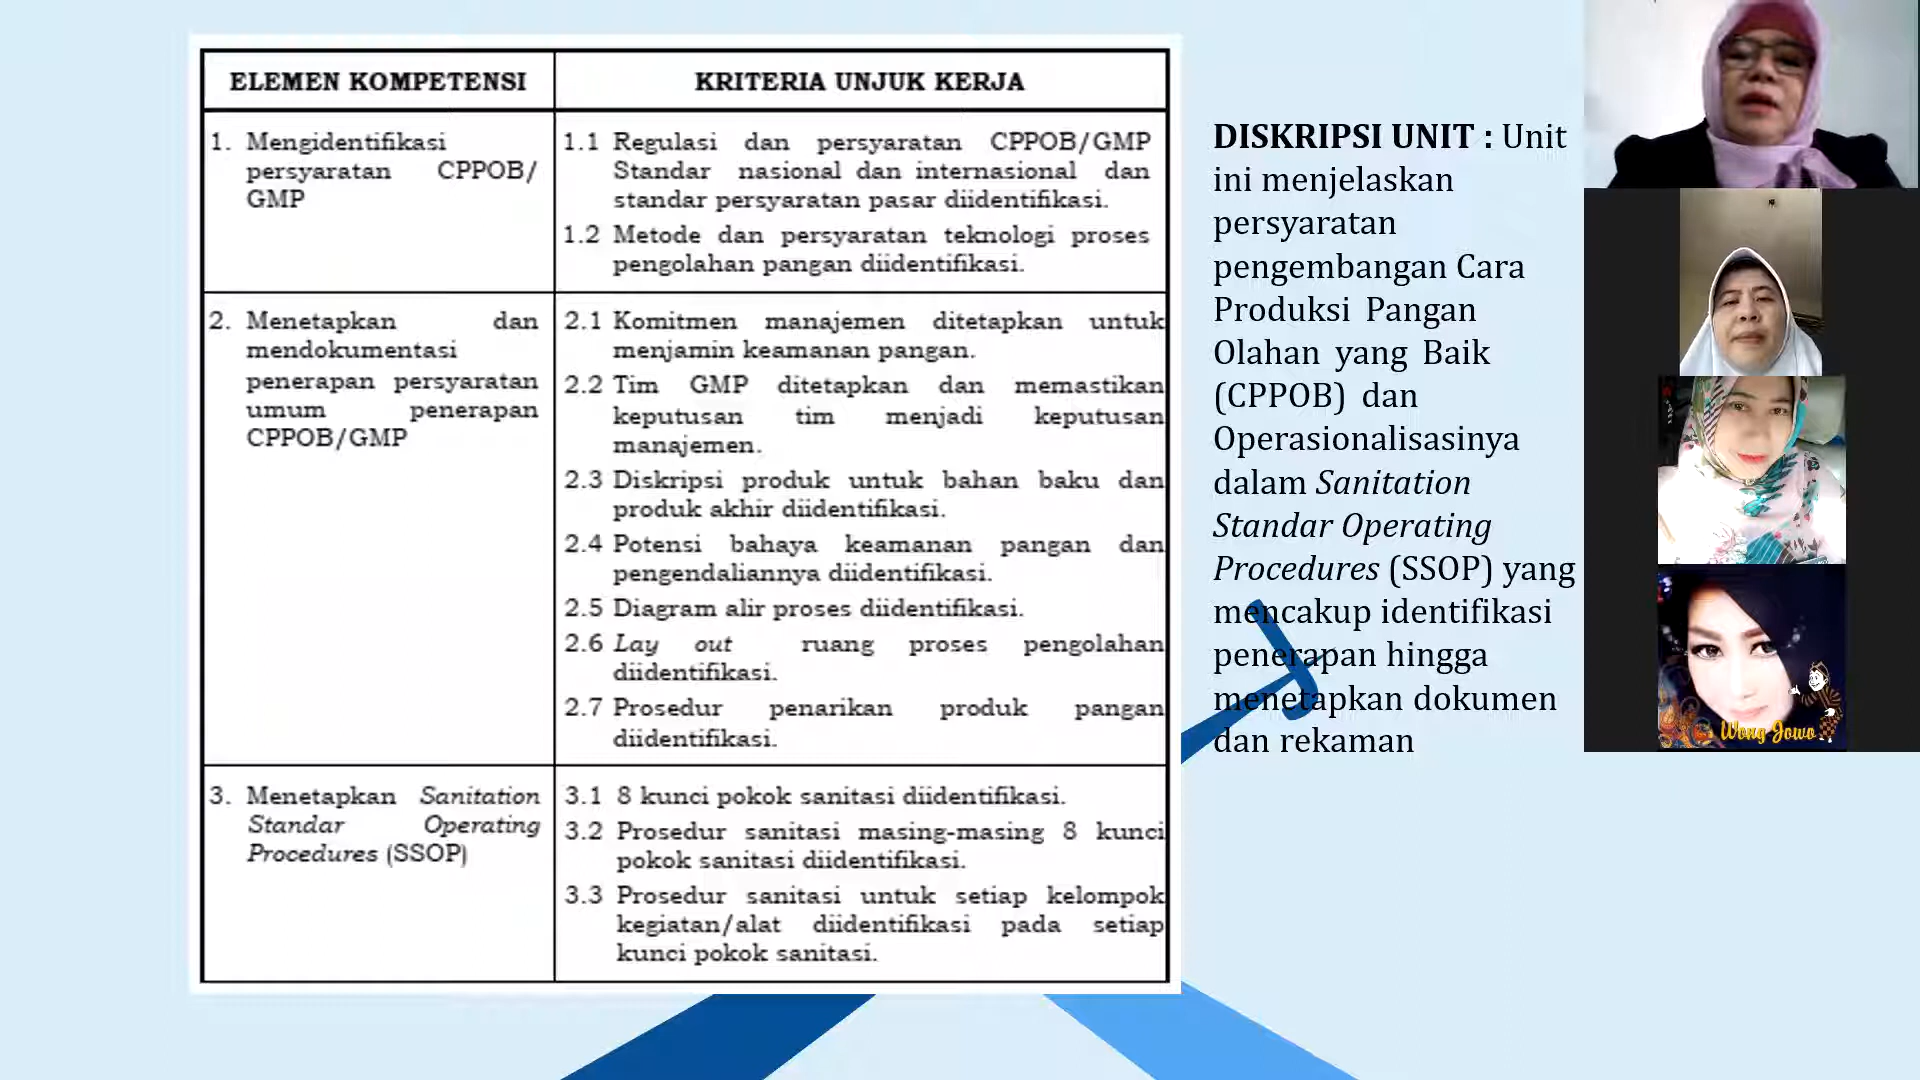 ELEMEN KOMPETENSI
KRITERIA UNJUK KERJA
1. Mengidentifikasi
persyaratan CPPOB/
GMP
1.1 Regulasi dan persyaratan CPPOB/GMP
Standar nasional dan internasional dan
standar persyaratan pasar diidentifikasi.
1.2 Metode dan persyaratan teknologi proses
pengolahan pangan diidentifikasi.
2. Menetapkan dan
mendokumentasi
penerapan persyaratan
umum penerapan
CPPOB/GMP
2.1 Komitmen manajemen ditetapkan untuk
menjamin keamanan pangan.
2.2 Tim GMP ditetapkan dan memastikan
keputusan tim menjadi keputusan
manajemen.
2.3 Diskripsi produk untuk bahan baku dan
produk akhir diidentifikasi.
2.4 Potensi bahaya keamanan pangan dan
pengendaliannya diidentifikasi.
2.5 Diagram alir proses diidentifikasi.
2.6 Lay out ruang proses pengolahan
diidentifikasi.
2.7 Prosedur penarikan produk pangan
diidentifikasi.
3. Menetapkan Sanitation
Standar Operating
Procedures (SSOP)
3.1 8 kunci pokok sanitasi diidentifikasi.
3.2 Prosedur sanitasi masing-masing 8 kunci
pokok sanitasi diidentifikasi.
3.3 Prosedur sanitasi untuk setiap kelompok
kegiatan/alat diidentifikasi pada setiap
kunci pokok sanitasi.
DISKRIPSI UNIT : Unit
ini menjelaskan
persyaratan
pengembangan Cara
Produksi Pangan
Olahan yang Baik
(CPPOB) dan
Operasionalisasinya
dalam Sanitation
Standar Operating
Procedures (SSOP) yang
mencakup identifikasi
penerapan hingga
menetapkan dokumen
dan rekaman
Wong Jowo